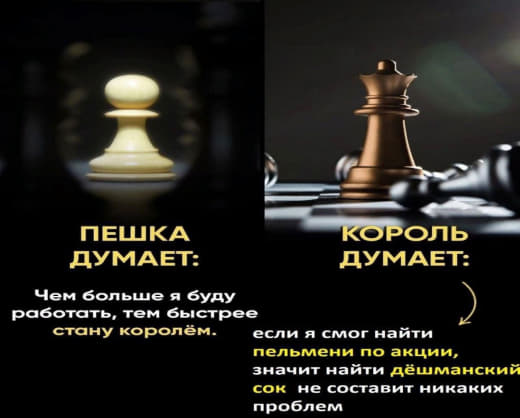 ПЕШКА
ДУМАЕТ:
Чем больше я буду
работать, тем быстрее
стану королём.
КОРОЛЬ
ДУМАЕТ:
если я смог найти
пельмени по акции,
значит найти дёшманский
сок не составит никаких
проблем